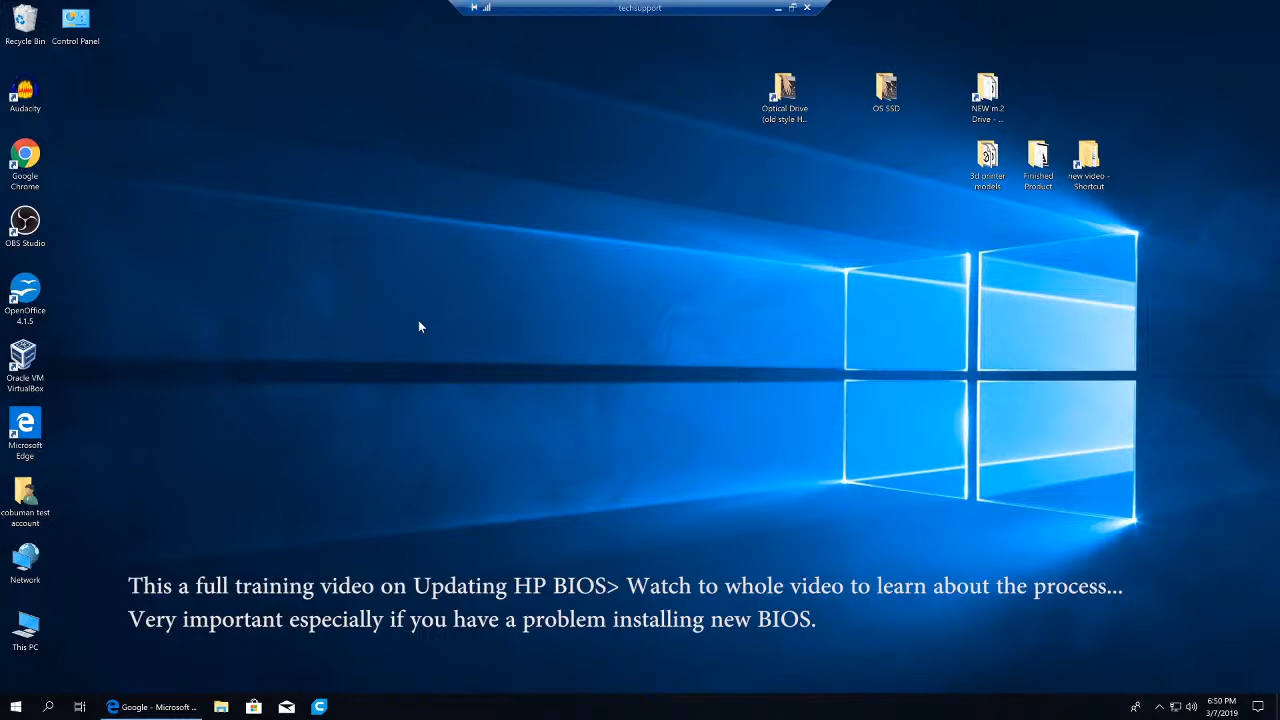 techsupport
Recycle Bin
Control Panel
Audacity
Google
Chrome
OBS Studio
OpenOffice
4.1.5
Oracle VM
VirtualBox
Microsoft
Edge
cobuman test
account
Network
This PC
Optical Drive
(old style H...
OS SSD
NEW m.2
Drive - ...
3d printer
models
Finished
Product
new video -
Shortcut
This a full training video on Updating HP BIOS> Watch to whole video to learn about the process...
Very important especially if you have a problem installing new BIOS.
Google - Microsoft ...
6:50 PM
3/7/2019